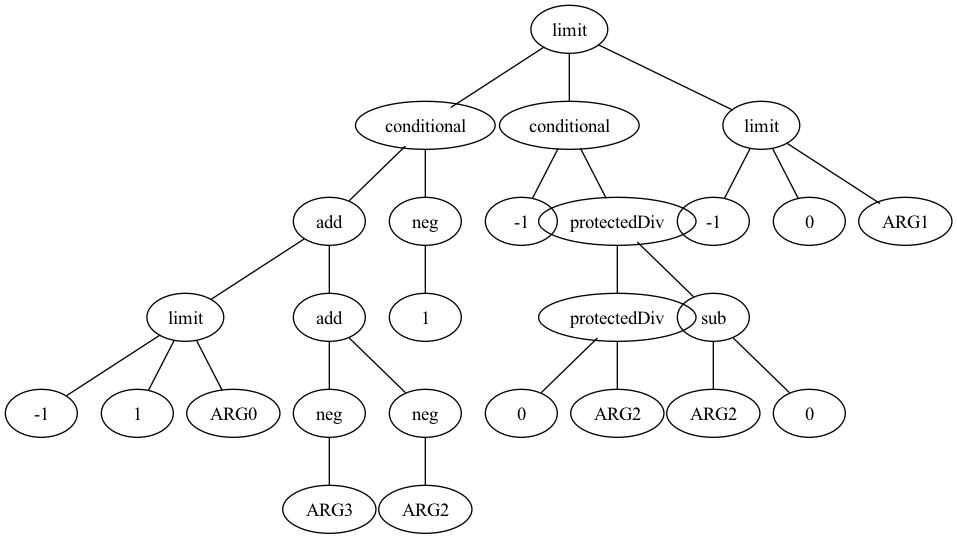 limit
conditional conditional limit
add neg -1 protectedDiv -1 0 ARG1
limit add 1 protectedDiv sub
-1 1 ARG0 neg neg 0 ARG2 ARG2 0
ARG3 ARG2